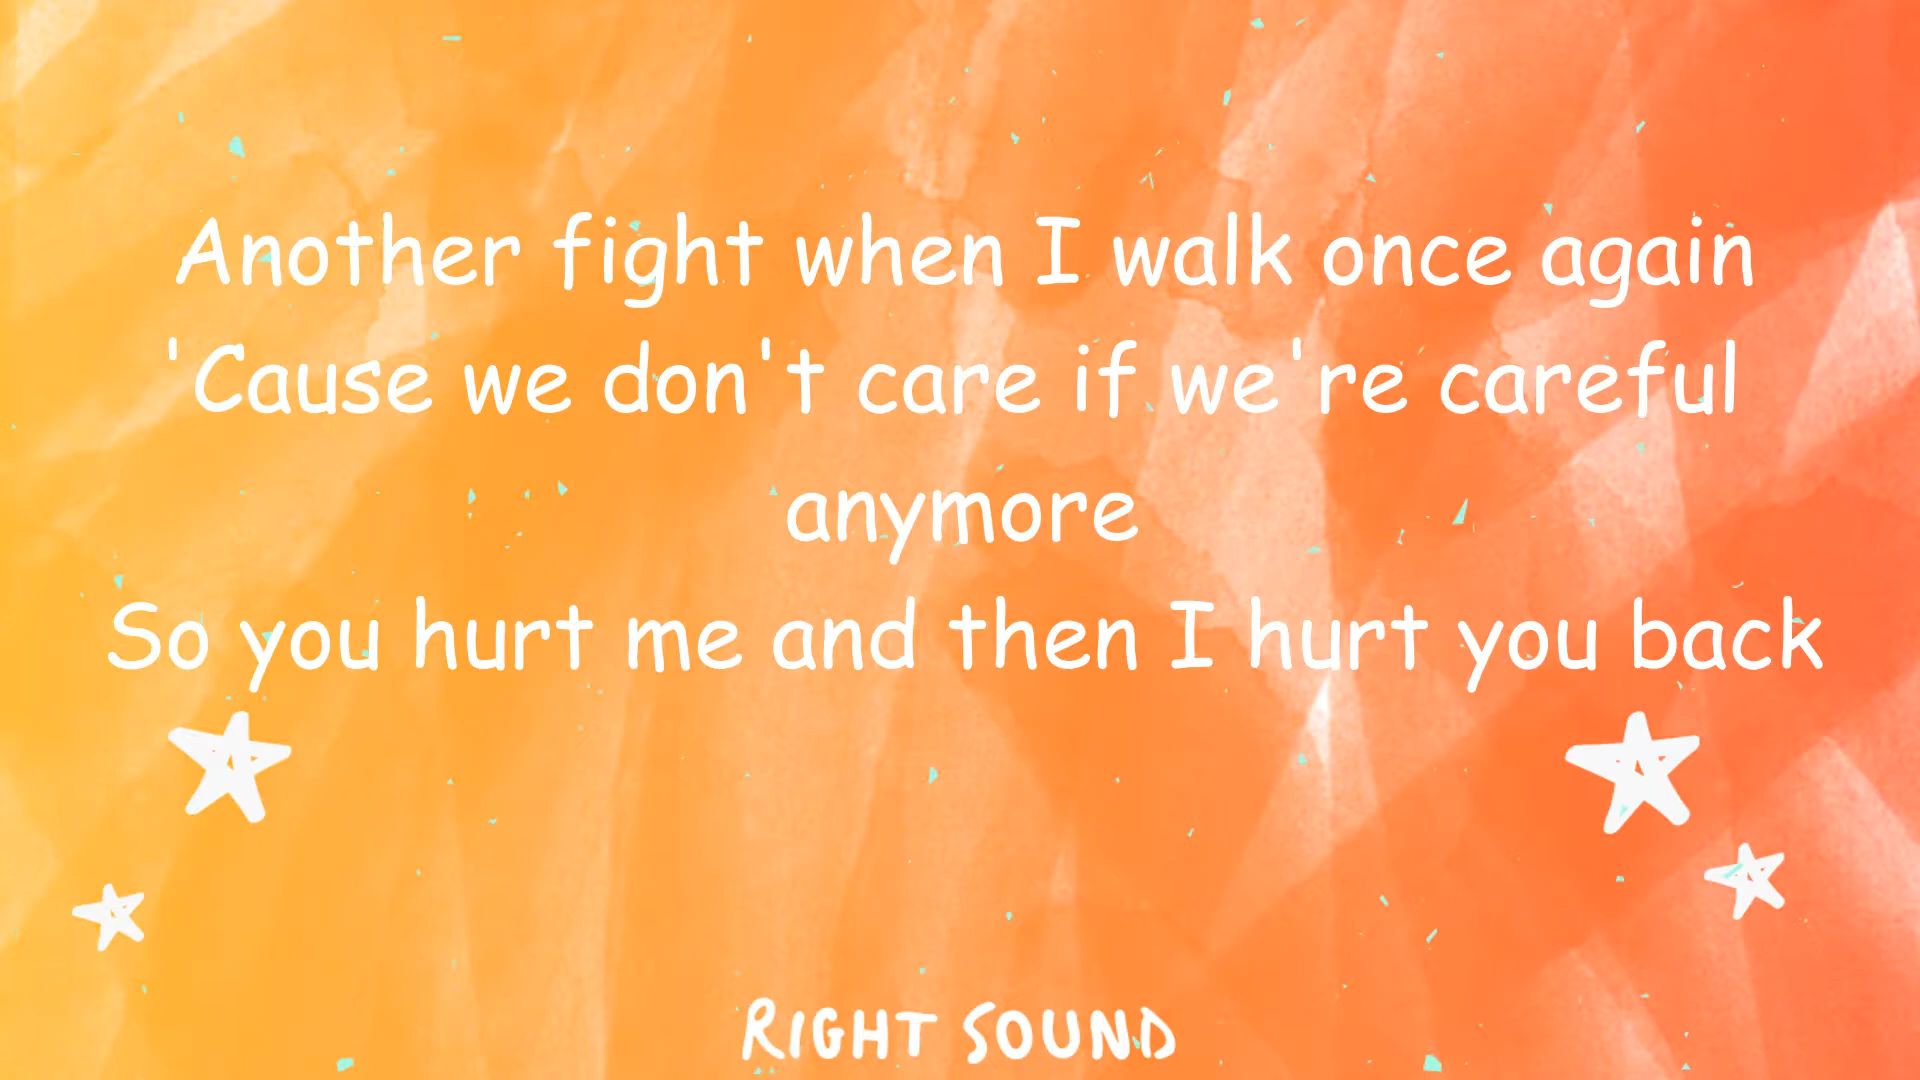 Another fight when I walk once again
'Cause we don't care if we're careful
anymore
So you hurt me and then I hurt you back
RIGHT SOUND